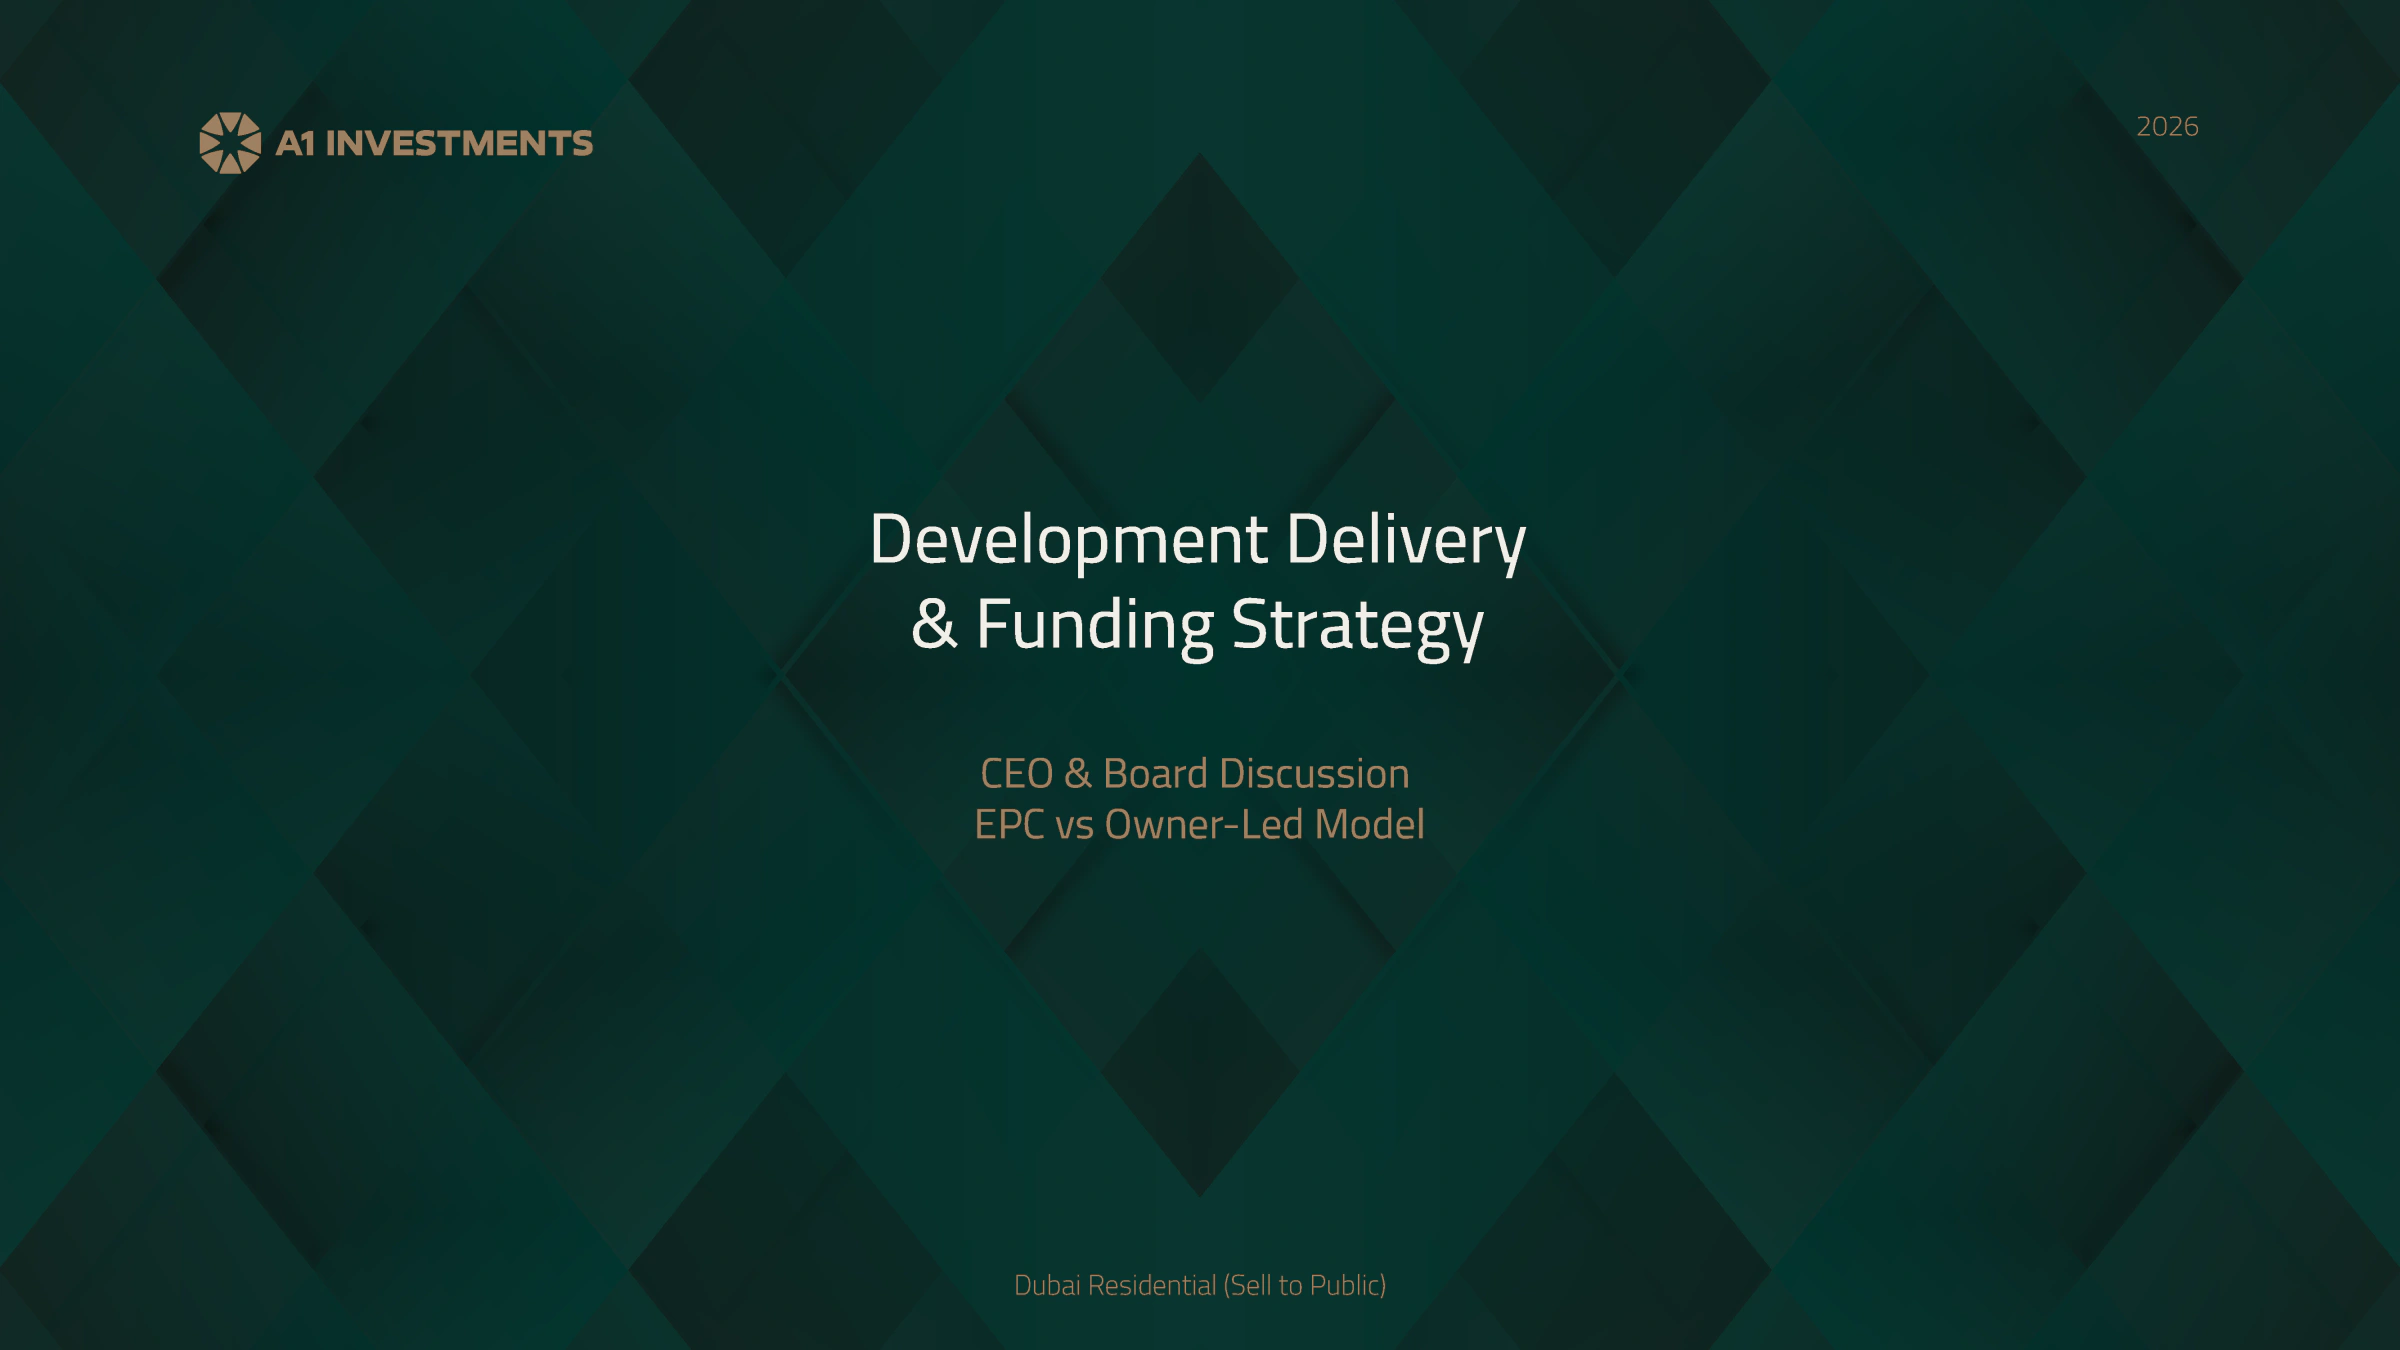 A1 INVESTMENTS
2026
Development Delivery
& Funding Strategy
CEO & Board Discussion
EPC vs Owner-Led Model
Dubai Residential (Sell to Public)